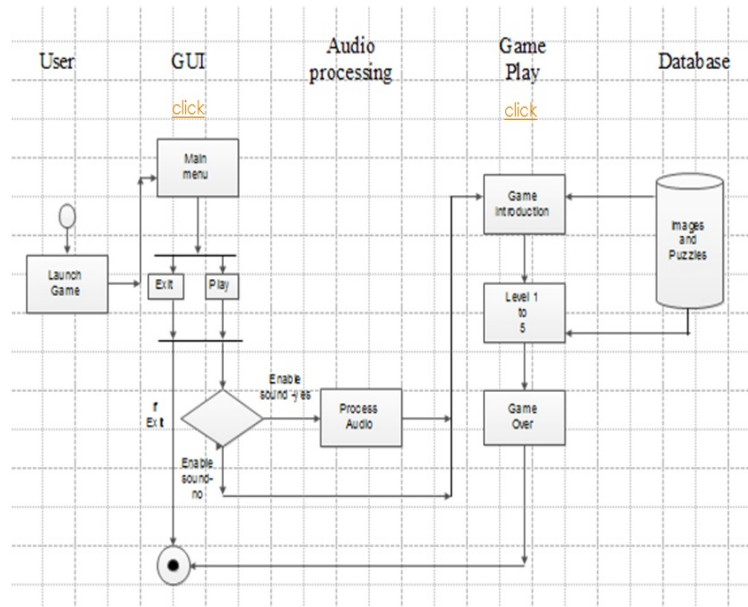 User
GUI
Audio
processing
Game
Play
Database
click
click
Main
menu
Game
Introduction
Images
and
Puzzles
Launch
Game
Exit
Play
Level 1
to
5
Enable
sound -yes
If
Exit
Process
Audio
Game
Over
Enable
sound-
no